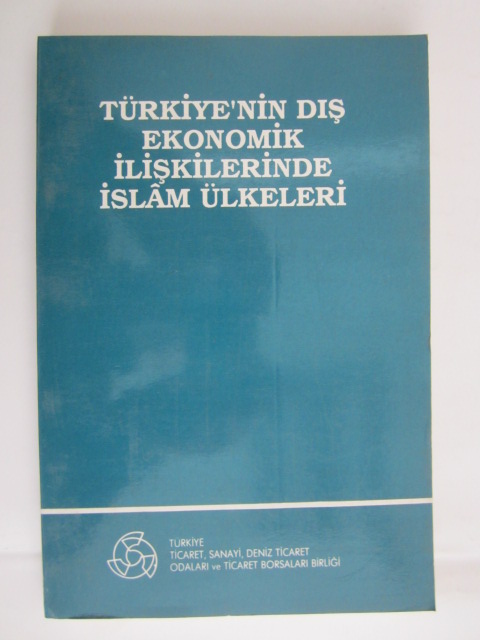 TÜRKİYE'NİN DIŞ
EKONOMİK
İLİŞKİLERİNDE
İSLÂM ÜLKELERİ
TÜRKİYE
TİCARET, SANAYİ, DENİZ TİCARET
ODALARI ve TİCARET BORSALARI BİRLİĞİ